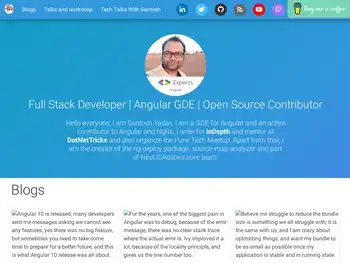 Blogs Talks and workshop Tech Talks With Santosh Buy me a coffee
Experts
Angular
Full Stack Developer | Angular GDE | Open Source Contributor
Hello everyone, I am Santosh Yadav, I am a GDE for Angular and an active
contributor to Angular and NgRx, I write for inDepth and mentor at
DotNetTricks and also organize the Pune Tech Meetup. Apart from that, I
am the creator of the ng deploy package, source-map-analyzer and part
of NestJSAddons core team.
Blogs
Angular 10 is released, many developers
sent me messages asking we cannot
see any features, yes there was no big
feature, but sometimes you need to take some
time to prepare for a better future, and this
is what Angular 10 release was all about.
For the years, one of the biggest pain in
Angular was to debug, because of the error
message, there was no clear stack trace
where the actual error is. Ivy improved it a
lot, because of the locality principle, and
gives us the line number too.
Believe me struggle to reduce the bundle
size is something we all struggle with, it is
the same with us, and I am crazy about
optimizing things, and want my bundle to
be as small as possible once my
application is stable and in running state.